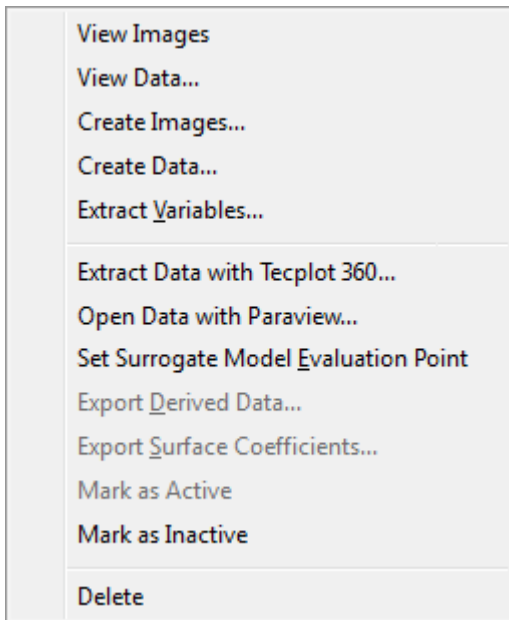 View Images
View Data...
Create Images...
Create Data...
Extract Variables...
Extract Data with Tecplot 360...
Open Data with Paraview...
Set Surrogate Model Evaluation Point
Export Derived Data...
Export Surface Coefficients...
Mark as Active
Mark as Inactive
Delete